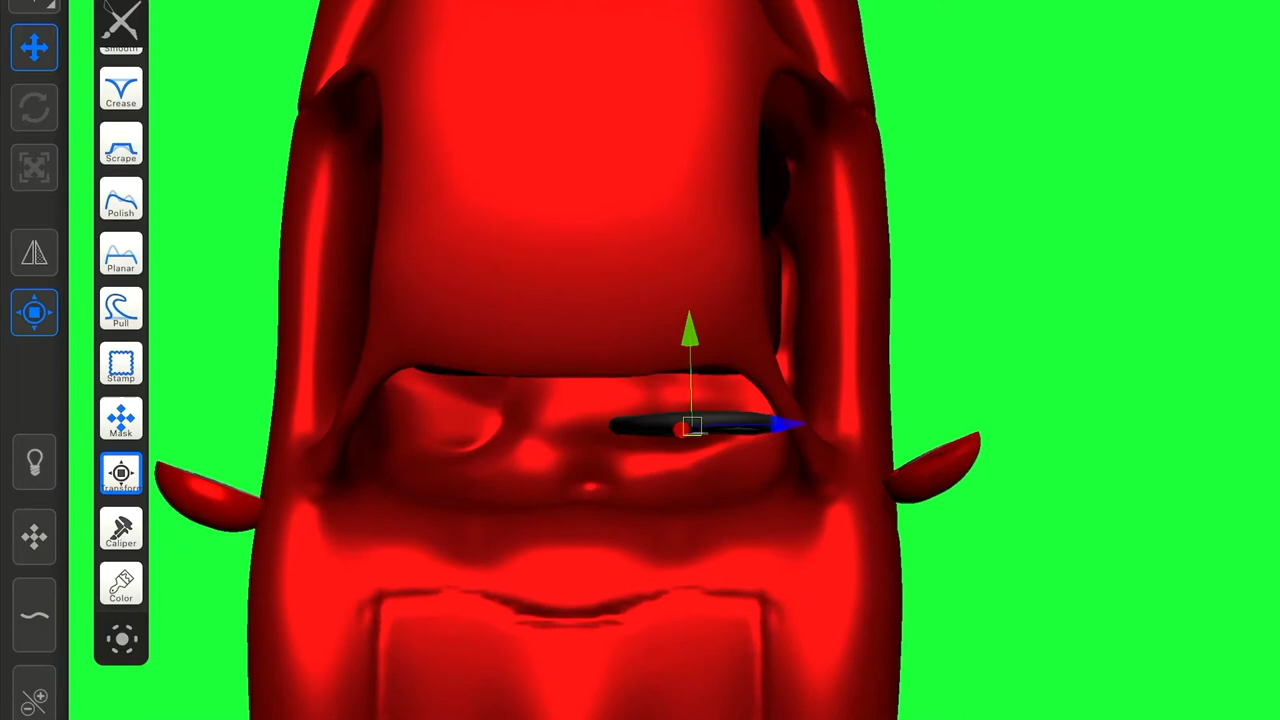 Smooth
Crease
Scrape
Polish
Planar
Pull
Stamp
Mask
Transform
Caliper
Color